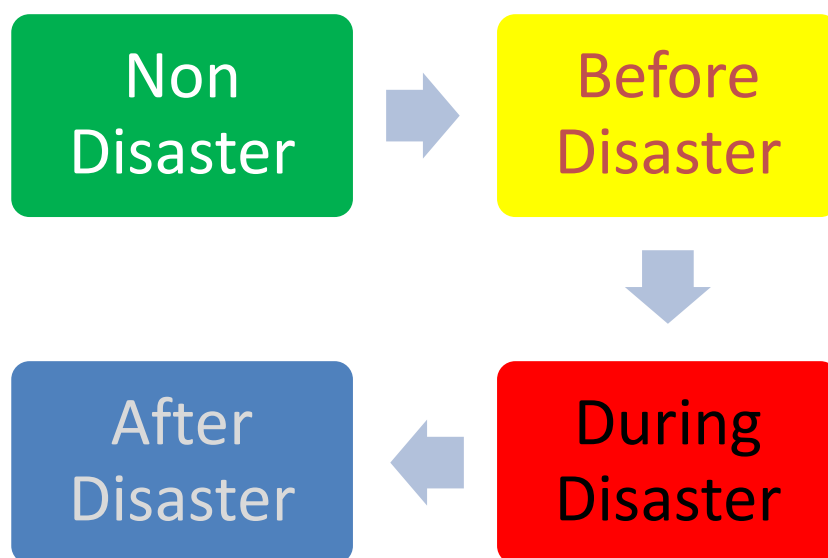 Non
Disaster
Before
Disaster
After
Disaster
During
Disaster